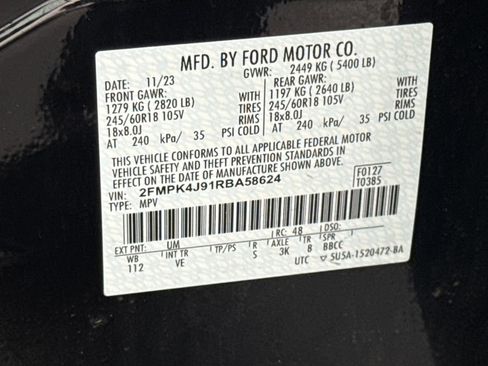 MFD. BY FORD MOTOR CO.
DATE: 11/23 GVWR: 2449 KG ( 5400 LB)
FRONT GAWR: REAR GAWR:
1279 KG ( 2820 LB) WITH 1197 KG ( 2640 LB) WITH
245/60R18 105V TIRES 245/60R18 105V TIRES
18x8.0J RIMS 18x8.0J RIMS
AT 240 kPa/ 35 PSI COLD AT 240 kPa/ 35 PSI COLD
THIS VEHICLE CONFORMS TO ALL APPLICABLE FEDERAL MOTOR
VEHICLE SAFETY AND THEFT PREVENTION STANDARDS IN
EFFECT ON THE DATE OF MANUFACTURE SHOWN ABOVE.
VIN: 2FMPK4J91RBA58624 F0127
TYPE: MPV T0385
EXT PNT: UM RC: 48 DSO:
WB INT TR TP/PS R AXLE TR SPR
112 VE S 3K 8 BBCC
UTC ▽ 5U5A-1520472-BA